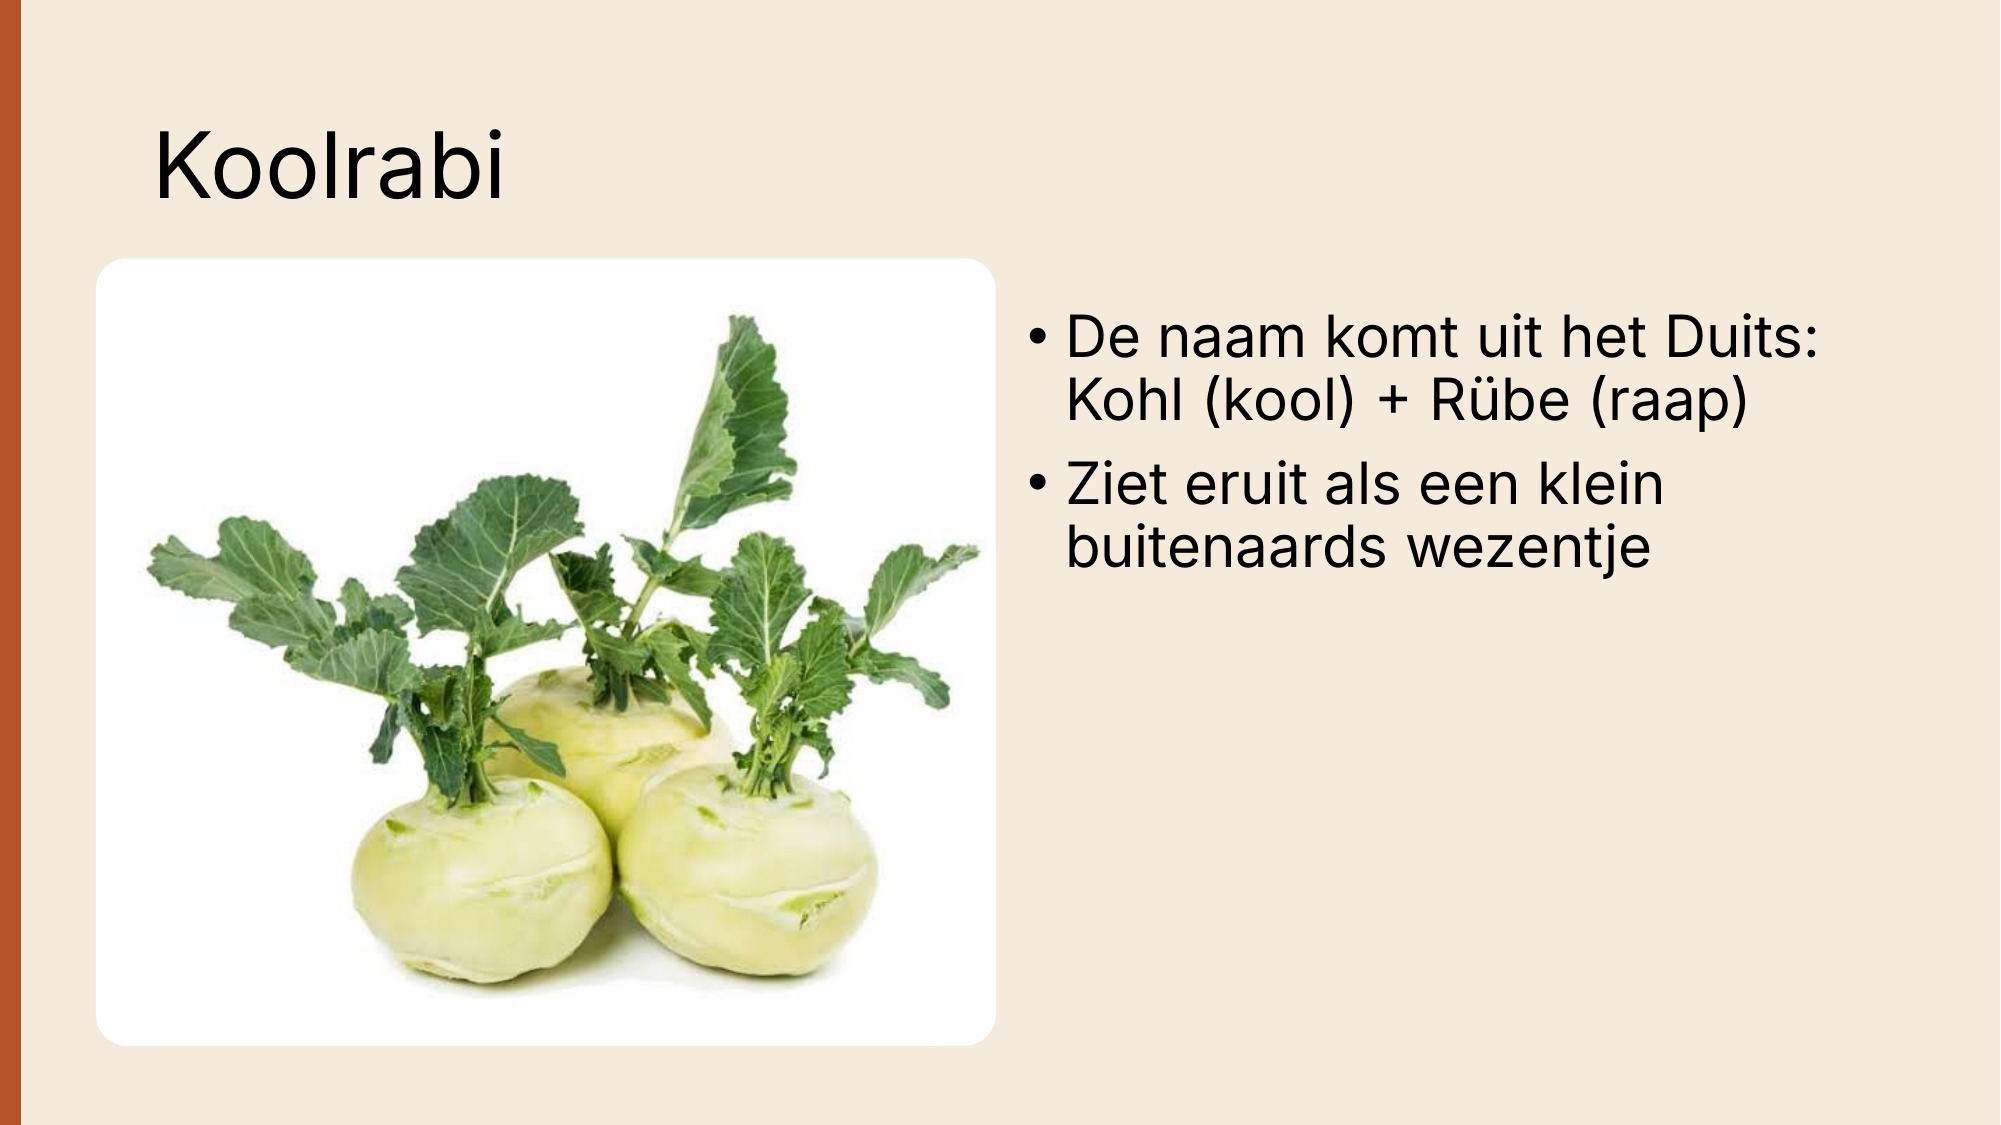 Koolrabi
• De naam komt uit het Duits:
Kohl (kool) + Rübe (raap)
• Ziet eruit als een klein
buitenaards wezentje